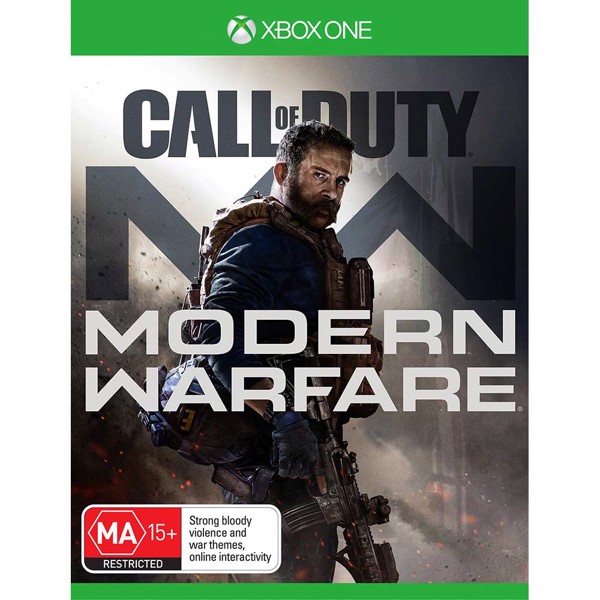 XBOX ONE
CALL OF DUTY
MW
MODERN
WARFARE®
MA 15+
RESTRICTED
Strong bloody
violence and
war themes,
online interactivity